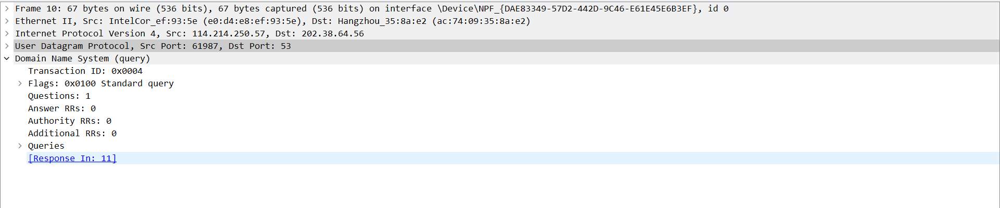 Frame 10: 67 bytes on wire (536 bits), 67 bytes captured (536 bits) on interface \Device\NPF_{DAE83349-57D2-442D-9C46-E61E45E6B3EF}, id 0
Ethernet II, Src: IntelCor_ef:93:5e (e0:d4:e8:ef:93:5e), Dst: Hangzhou_35:8a:e2 (ac:74:09:35:8a:e2)
Internet Protocol Version 4, Src: 114.214.250.57, Dst: 202.38.64.56
User Datagram Protocol, Src Port: 61987, Dst Port: 53
Domain Name System (query)
Transaction ID: 0x0004
Flags: 0x0100 Standard query
Questions: 1
Answer RRs: 0
Authority RRs: 0
Additional RRs: 0
Queries
[Response In: 11]